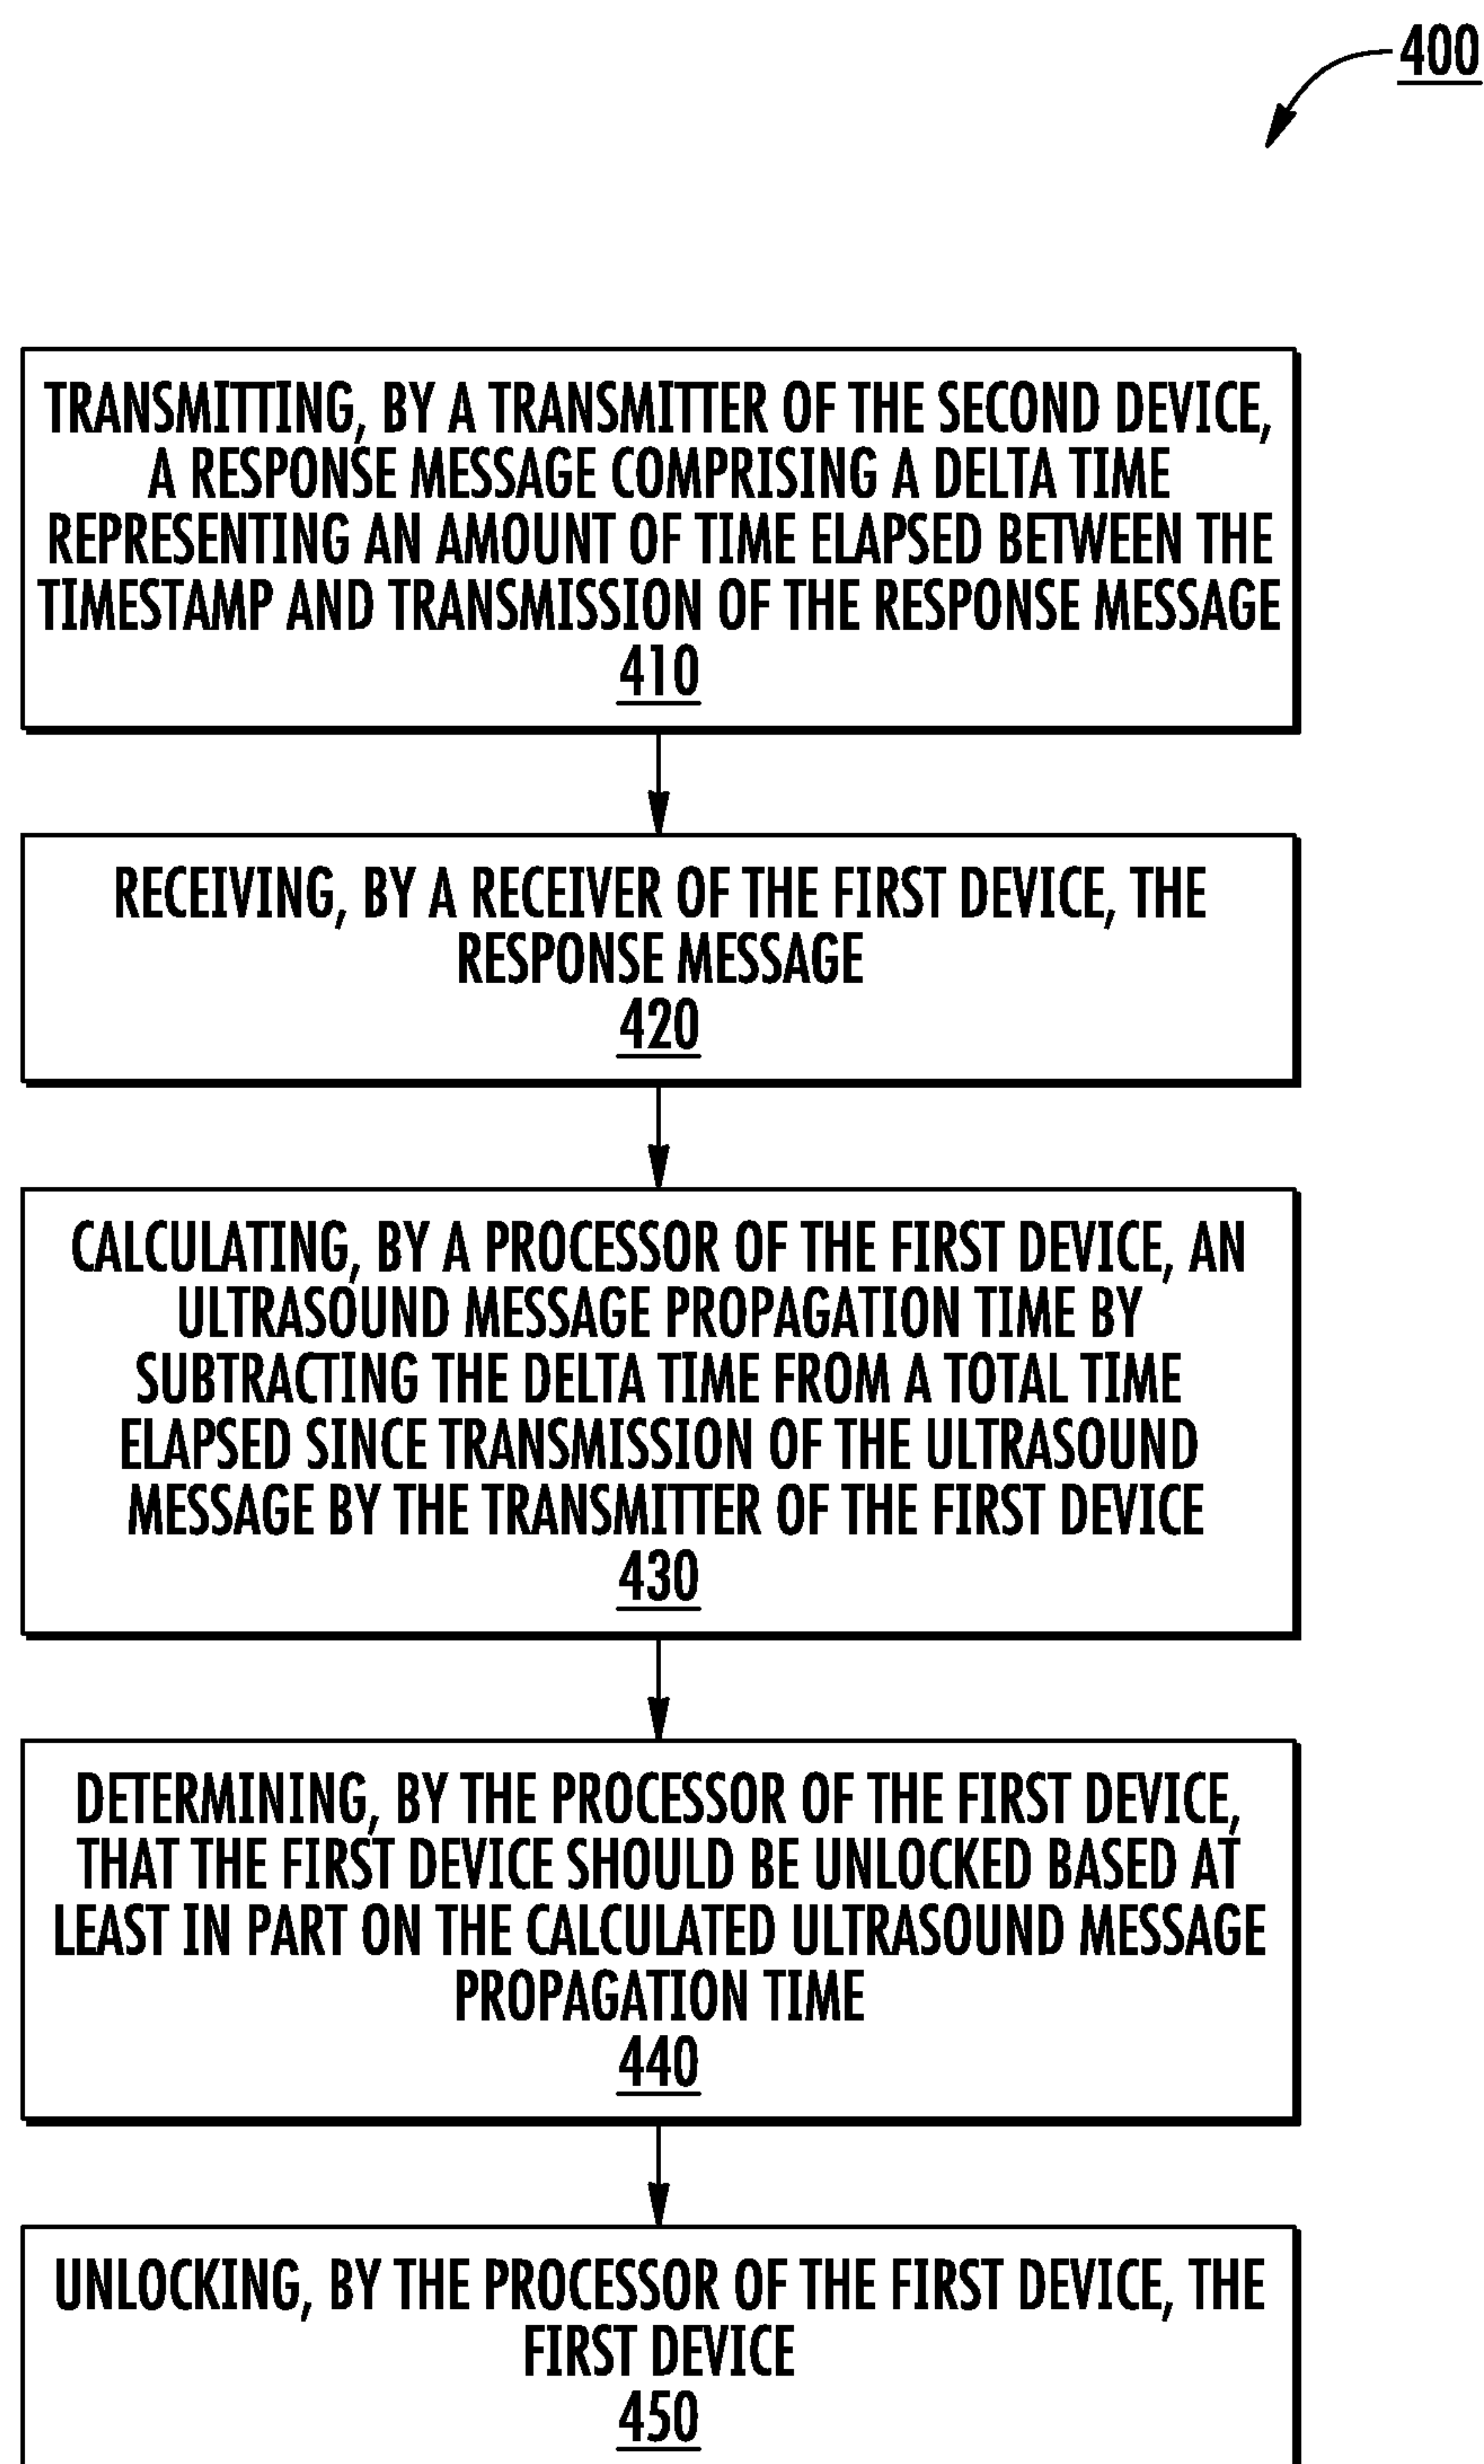 400
TRANSMITTING, BY A TRANSMITTER OF THE SECOND DEVICE,
A RESPONSE MESSAGE COMPRISING A DELTA TIME
REPRESENTING AN AMOUNT OF TIME ELAPSED BETWEEN THE
TIMESTAMP AND TRANSMISSION OF THE RESPONSE MESSAGE
410
RECEIVING, BY A RECEIVER OF THE FIRST DEVICE, THE
RESPONSE MESSAGE
420
CALCULATING, BY A PROCESSOR OF THE FIRST DEVICE, AN
ULTRASOUND MESSAGE PROPAGATION TIME BY
SUBTRACTING THE DELTA TIME FROM A TOTAL TIME
ELAPSED SINCE TRANSMISSION OF THE ULTRASOUND
MESSAGE BY THE TRANSMITTER OF THE FIRST DEVICE
430
DETERMINING, BY THE PROCESSOR OF THE FIRST DEVICE,
THAT THE FIRST DEVICE SHOULD BE UNLOCKED BASED AT
LEAST IN PART ON THE CALCULATED ULTRASOUND MESSAGE
PROPAGATION TIME
440
UNLOCKING, BY THE PROCESSOR OF THE FIRST DEVICE, THE
FIRST DEVICE
450